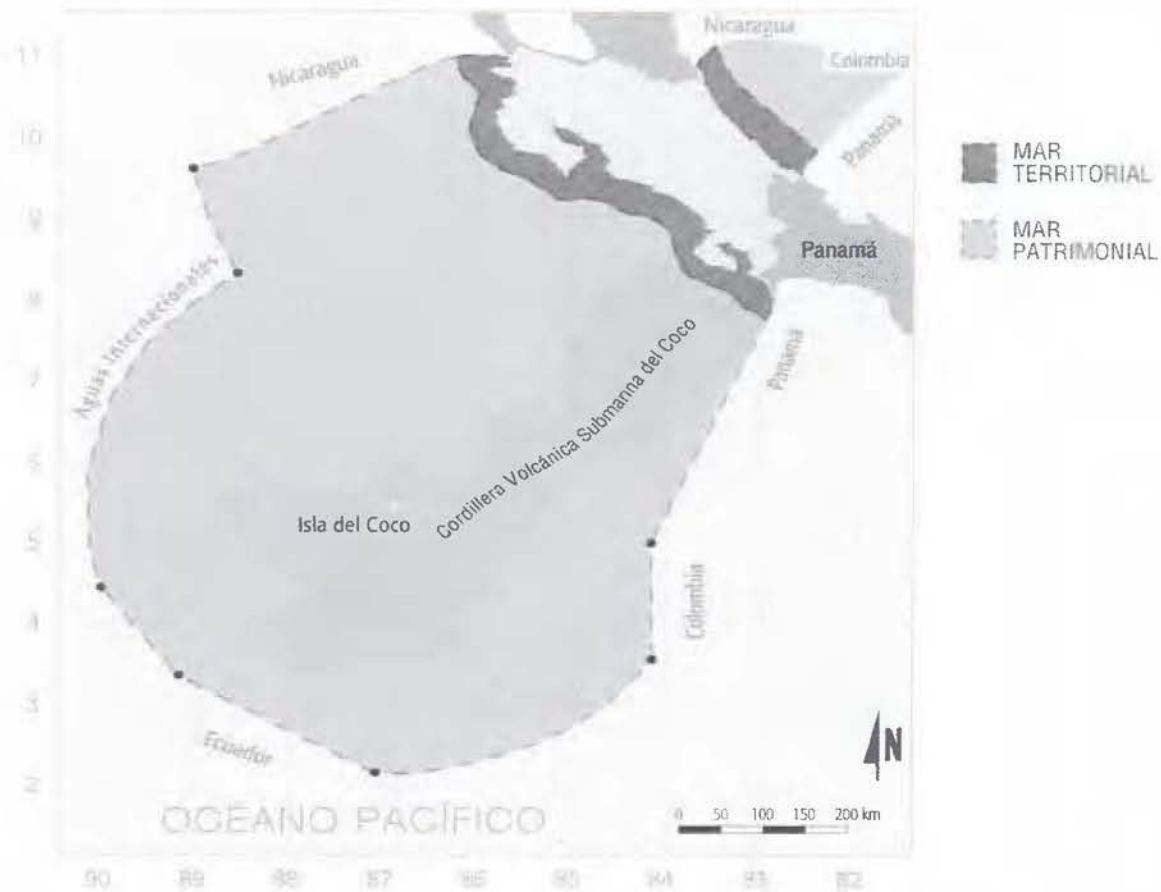 Nicaragua
Nicaragua
Colombia
Panamá
11
10
9
8
7
6
5
4
3
2
MAR
TERRITORIAL
MAR
PATRIMONIAL
Panamá
Aguas Internacionales
Panamá
Cordillera Volcánica Submarina del Coco
Isla del Coco
Colombia
Ecuador
N
OCEANO PACÍFICO
0 50 100 150 200 km
90 89 88 87 86 85 84 83 82